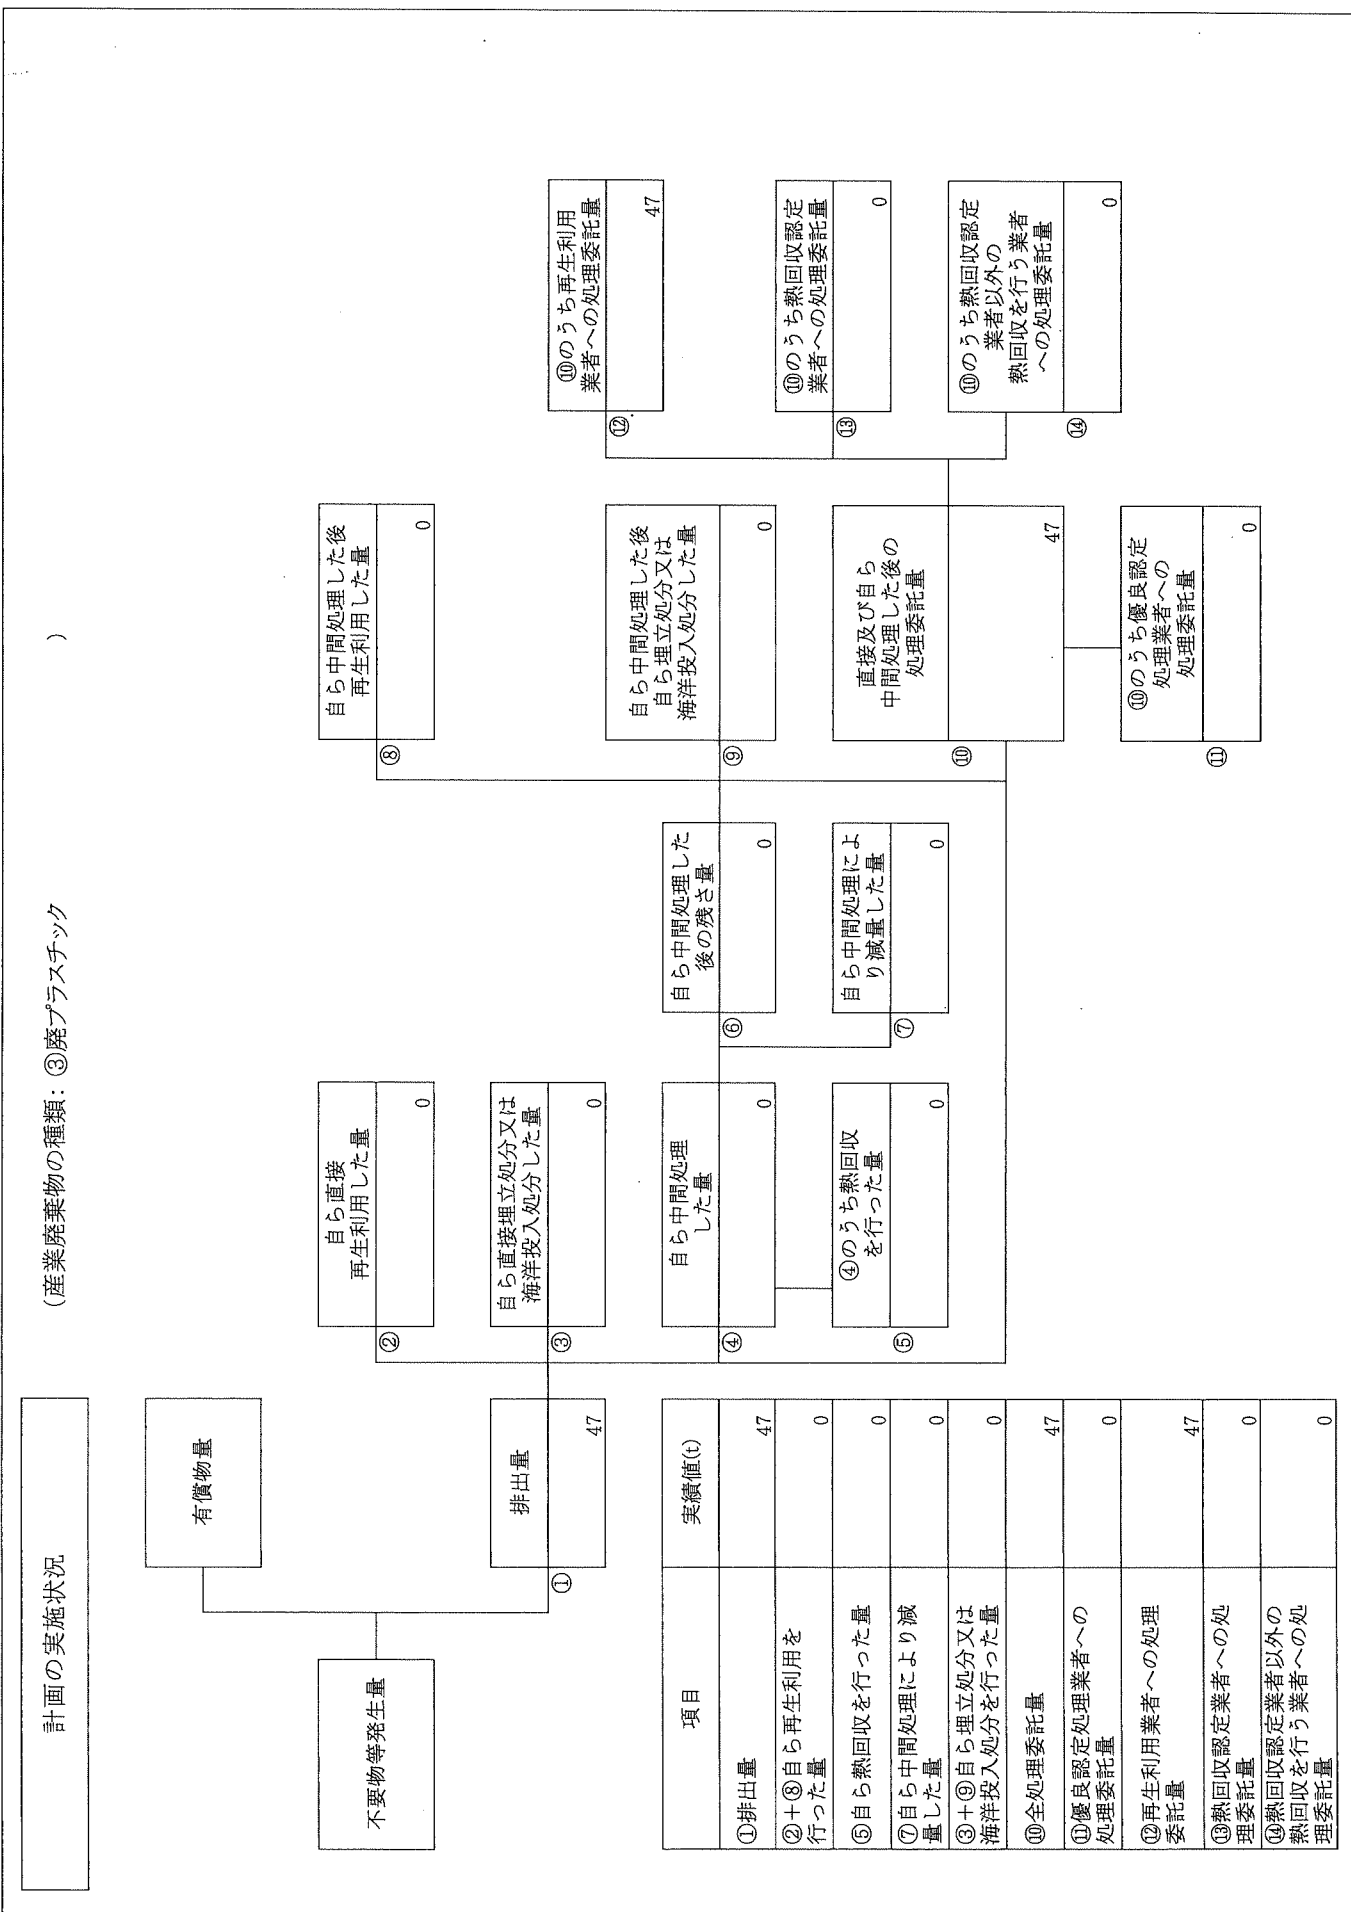 計画の実施状況
(産業廃棄物の種類：③廃プラスチック　　　　　)
不要物等発生量
有償物量
①
排出量
47
②
自ら直接
再生利用した量
0
③
自ら直接埋立処分又は
海洋投入処分した量
0
④
自ら中間処理
した量
0
⑤
④のうち熱回収
を行った量
0
⑥
自ら中間処理した
後の残さ量
0
⑦
自ら中間処理によ
り減量した量
0
⑧
自ら中間処理した後
再生利用した量
0
⑨
自ら中間処理した後
自ら埋立処分又は
海洋投入処分した量
0
⑩
直接及び自ら
中間処理した後の
処理委託量
47
⑪
⑩のうち優良認定
処理業者への
処理委託量
0
⑫
⑩のうち再生利用
業者への処理委託量
47
⑬
⑩のうち熱回収認定
業者への処理委託量
0
⑭
⑩のうち熱回収認定
業者以外の
熱回収を行う業者
への処理委託量
0
項目 実績値(t)
①排出量 47
②+⑧自ら再生利用を
行った量 0
⑤自ら熱回収を行った量 0
⑦自ら中間処理により減
量した量 0
③+⑨自ら埋立処分又は
海洋投入処分を行った量 0
⑩全処理委託量 47
⑪優良認定処理業者への
処理委託量 0
⑫再生利用業者への処理
委託量 47
⑬熱回収認定業者への処
理委託量 0
⑭熱回収認定業者以外の
熱回収を行う業者への処
理委託量 0